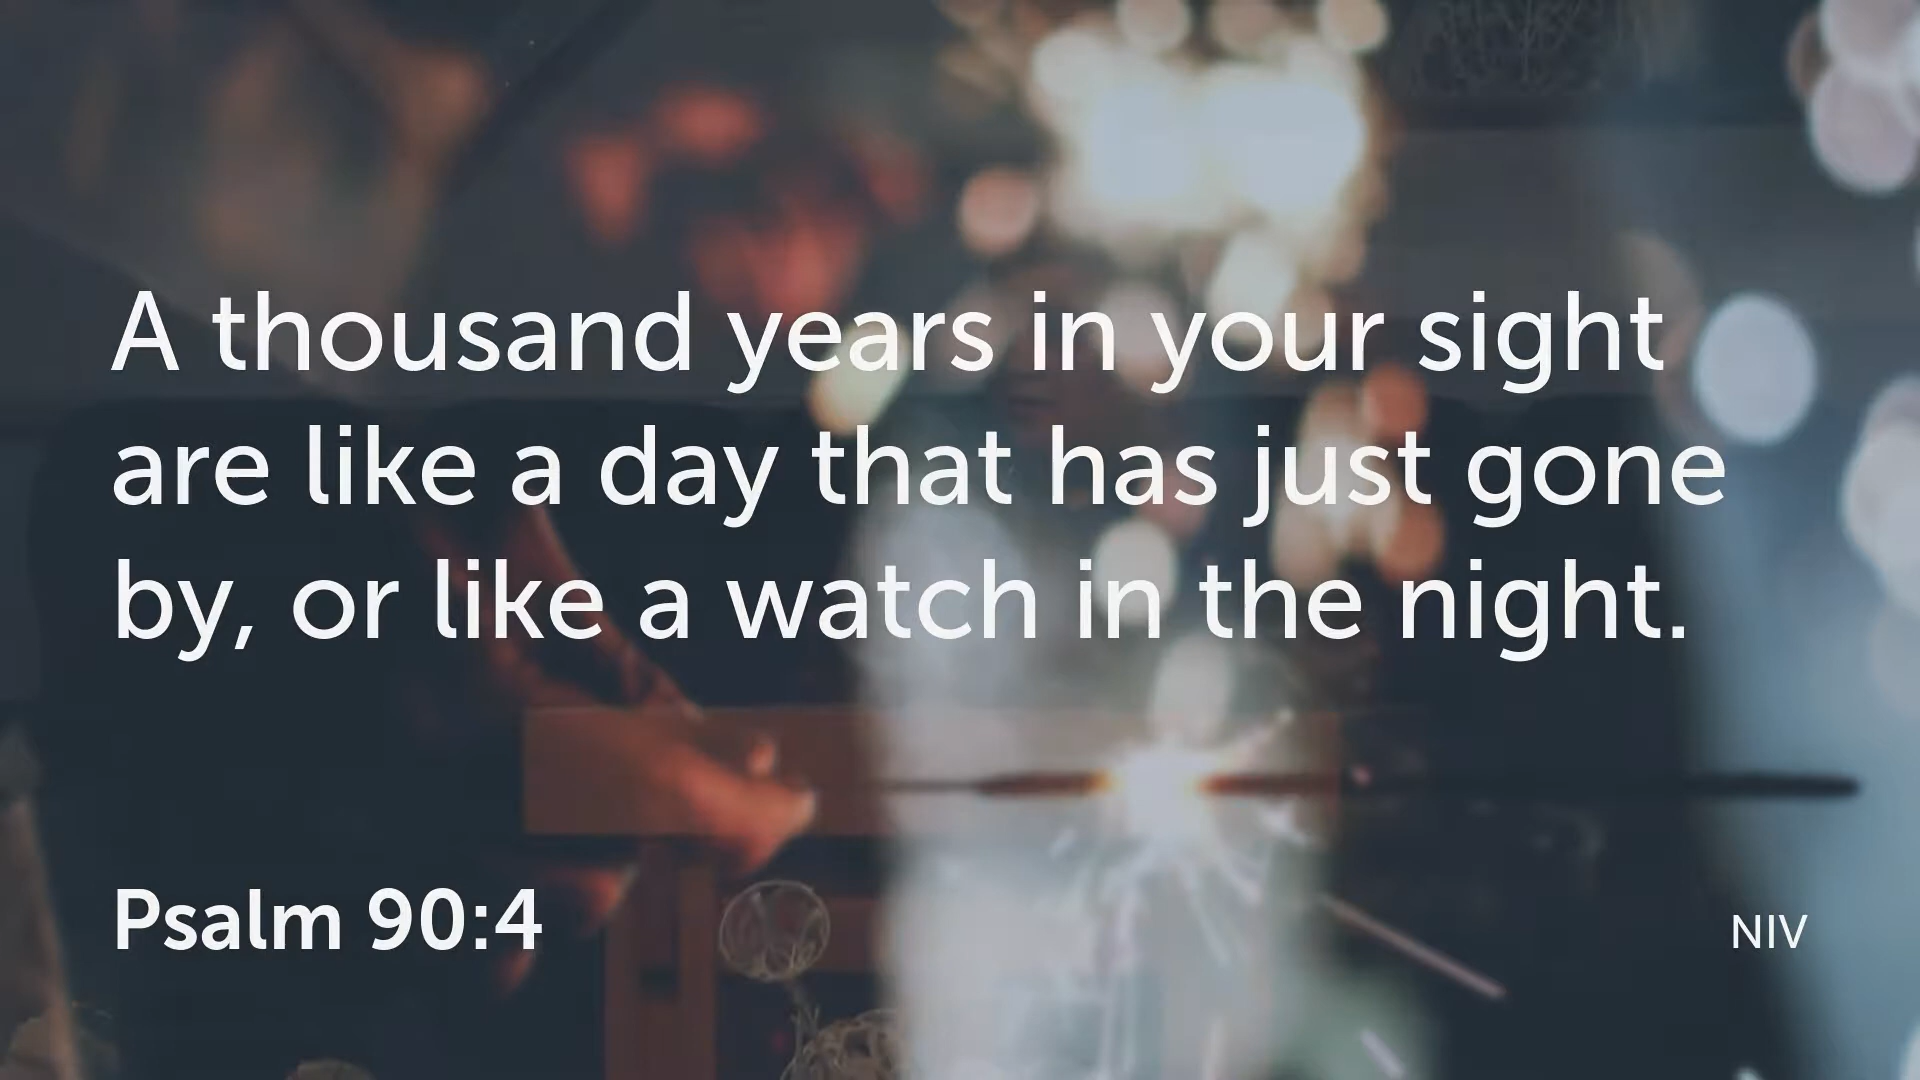 A thousand years in your sight
are like a day that has just gone
by, or like a watch in the night.
Psalm 90:4
NIV